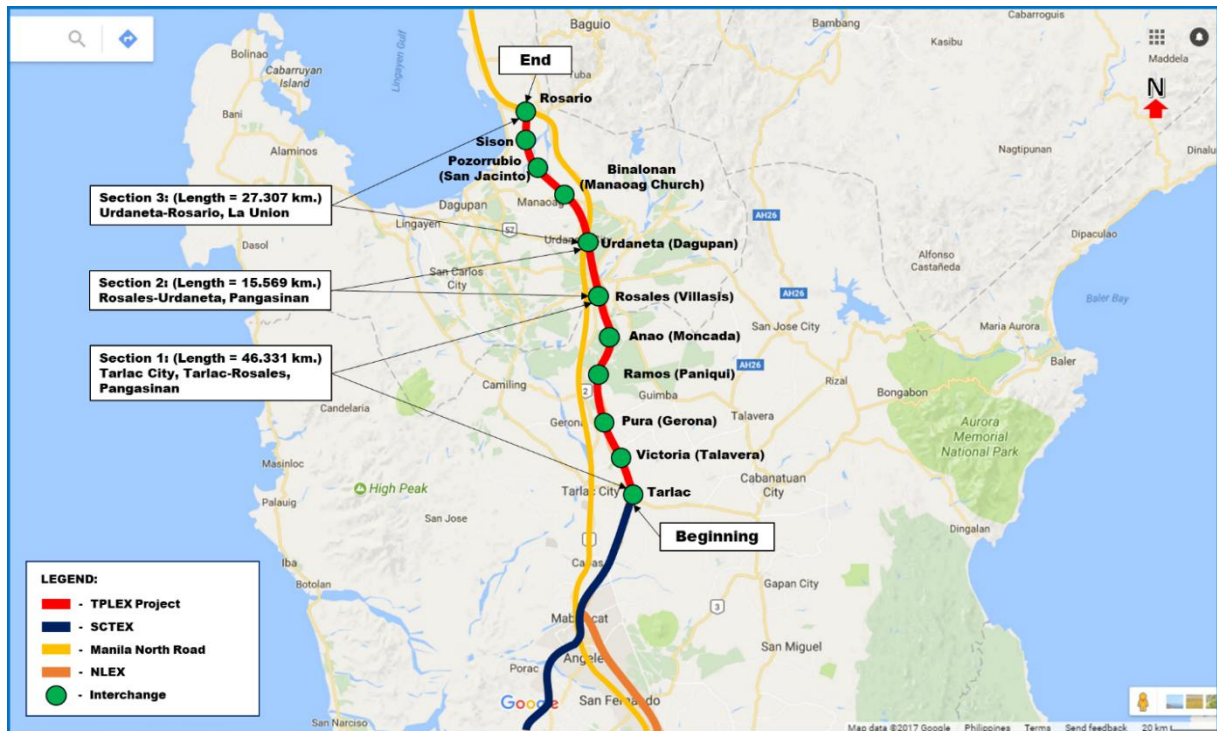 Baguio
Bambang
Cabarroguis
Kasibu
Maddela
Bolinao
Cabarruyan
Island
Lingayen Gulf
End
Tuba
N
Rosario
Bani
Alaminos
Sison
Nagtipunan
Pozorrubio
(San Jacinto)
Binalonan
(Manaoag Church)
Section 3: (Length = 27.307 km.)
Urdaneta-Rosario, La Union
Dagupan
Manaoag
Lingayen
57
AH26
Dipaculao
Dasol
Urdaneta (Dagupan)
Alfonso
Castañeda
San Carlos
City
Section 2: (Length = 15.569 km.)
Rosales-Urdaneta, Pangasinan
Rosales (Villasis)
AH26
Baler Bay
San Jose City
Maria Aurora
Anao (Moncada)
Baler
Section 1: (Length = 46.331 km.)
Tarlac City, Tarlac-Rosales,
Pangasinan
AH26
Ramos (Paniqui)
Camiling
2
Guimba
Rizal
Bongabon
Candelaria
Gerona
Pura (Gerona)
Talavera
Aurora
Memorial
National Park
Masinloc
Victoria (Talavera)
High Peak
Cabanatuan
City
Palauig
Tarlac City
Tarlac
San Jose
Dingalan
Beginning
Iba
Botolan
Gapan City
3
LEGEND:
- TPLEX Project
- SCTEX
- Manila North Road
- NLEX
- Interchange
San Miguel
Porac
Google
San Fernando
San Narciso
Map data ©2017 Google
Philippines
Terms
Send feedback
20 km